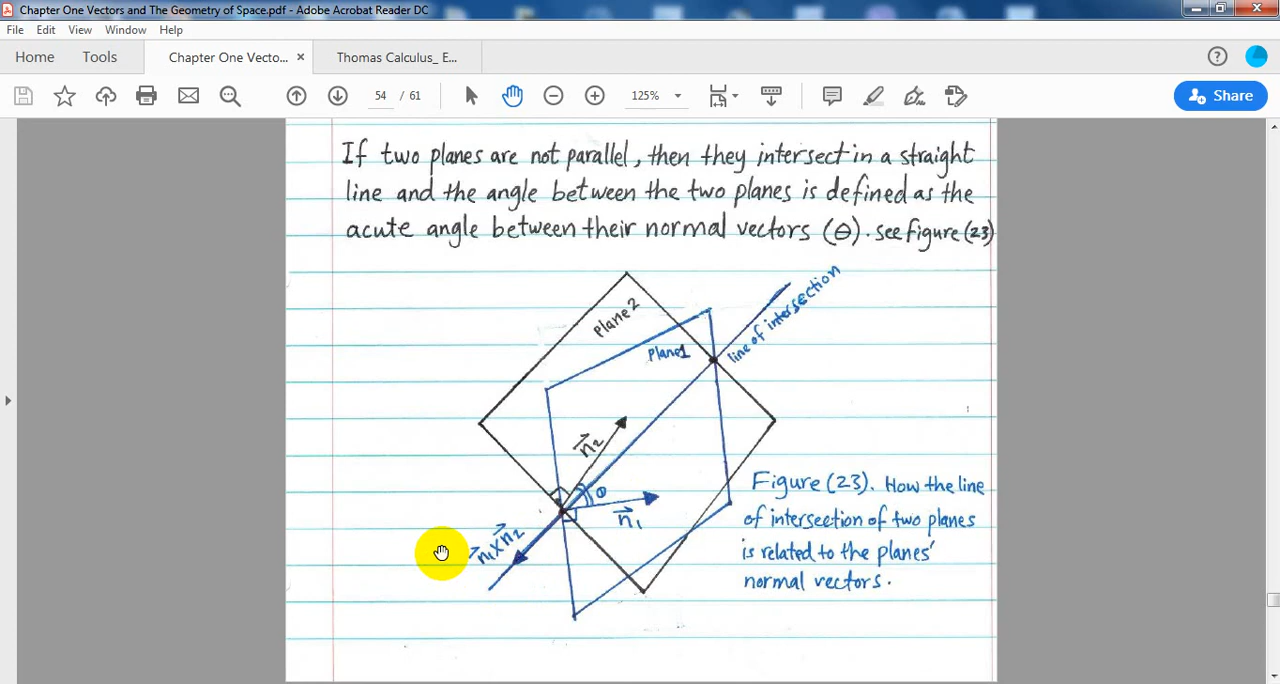 Chapter One Vectors and The Geometry of Space.pdf - Adobe Acrobat Reader DC
File Edit View Window Help
Home Tools Chapter One Vecto... × Thomas Calculus_ E...
54 / 61 125% Share
If two planes are not parallel, then they intersect in a straight
line and the angle between the two planes is defined as the
acute angle between their normal vectors (θ). see figure (23)
Plane 2
Plane1
line of intersection
n⃗2
θ
n⃗1
n⃗1×n⃗2
Figure (23). How the line
of intersection of two planes
is related to the planes'
normal vectors.